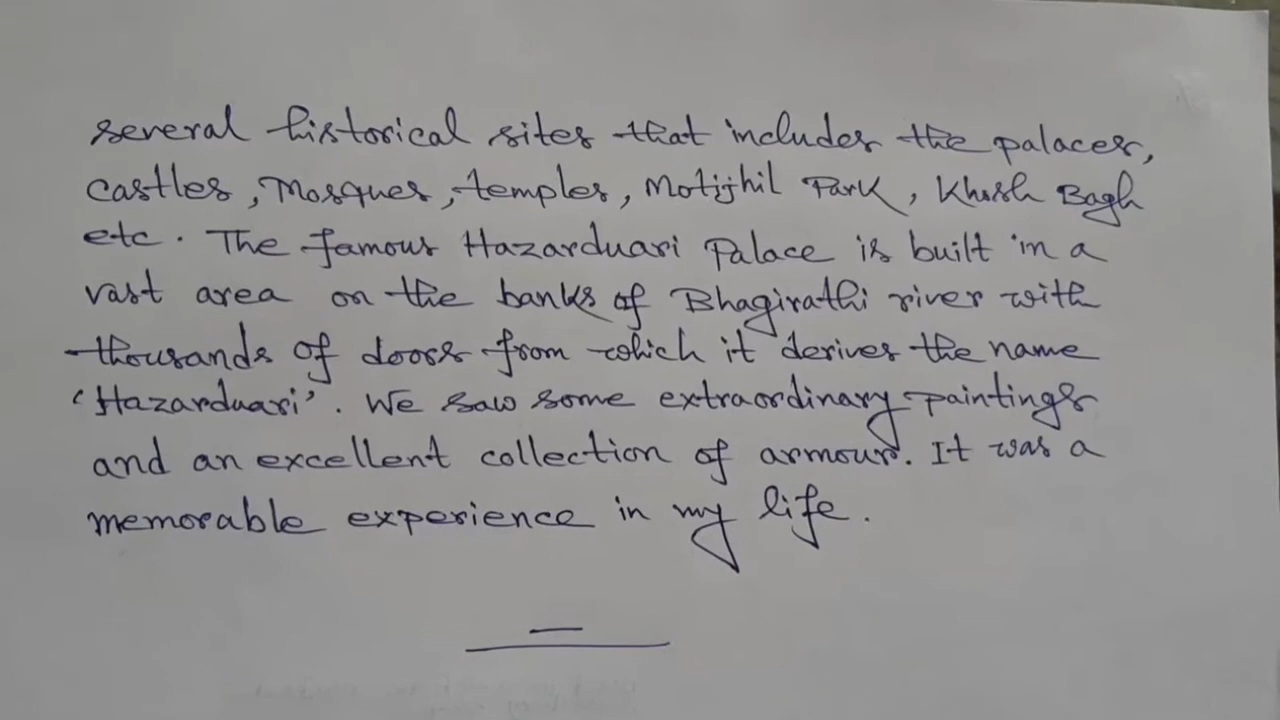 several historical sites that includes the palaces,
castles, Mosques, temples, Motijhil Park, Khosh Bagh
etc. The famous Hazarduari Palace is built in a
vast area on the banks of Bhagirathi river with
thousands of doors from which it derives the name
'Hazarduari'. We saw some extraordinary paintings
and an excellent collection of armour. It was a
memorable experience in my life.